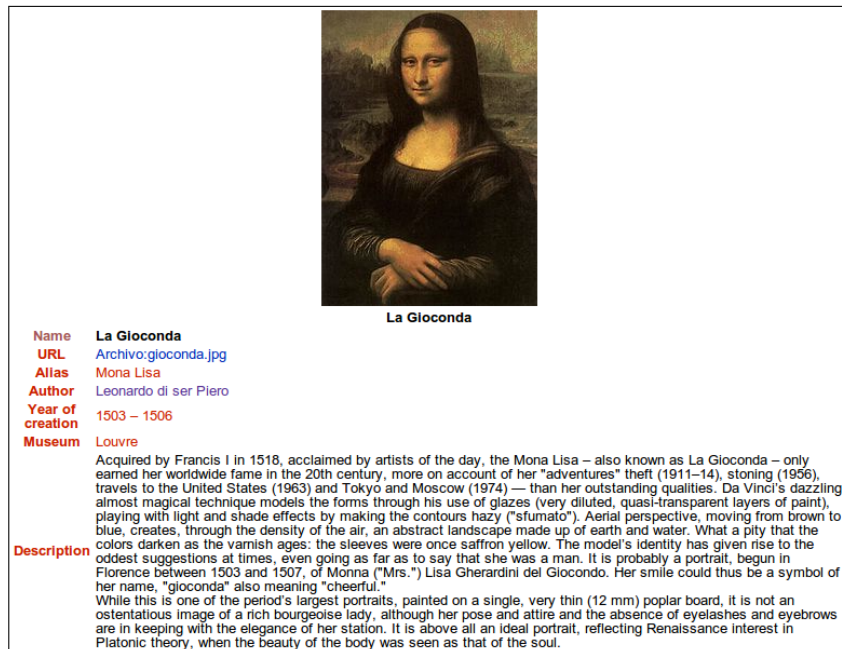 La Gioconda
Name La Gioconda
URL Archivo:gioconda.jpg
Alias Mona Lisa
Author Leonardo di ser Piero
Year of
creation 1503 – 1506
Museum Louvre
Description
Acquired by Francis I in 1518, acclaimed by artists of the day, the Mona Lisa – also known as La Gioconda – only
earned her worldwide fame in the 20th century, more on account of her "adventures" theft (1911–14), stoning (1956),
travels to the United States (1963) and Tokyo and Moscow (1974) — than her outstanding qualities. Da Vinci's dazzling
almost magical technique models the forms through his use of glazes (very diluted, quasi-transparent layers of paint),
playing with light and shade effects by making the contours hazy ("sfumato"). Aerial perspective, moving from brown to
blue, creates, through the density of the air, an abstract landscape made up of earth and water. What a pity that the
colors darken as the varnish ages: the sleeves were once saffron yellow. The model's identity has given rise to the
oddest suggestions at times, even going as far as to say that she was a man. It is probably a portrait, begun in
Florence between 1503 and 1507, of Monna ("Mrs.") Lisa Gherardini del Giocondo. Her smile could thus be a symbol of
her name, "gioconda" also meaning "cheerful."
While this is one of the period's largest portraits, painted on a single, very thin (12 mm) poplar board, it is not an
ostentatious image of a rich bourgeoise lady, although her pose and attire and the absence of eyelashes and eyebrows
are in keeping with the elegance of her station. It is above all an ideal portrait, reflecting Renaissance interest in
Platonic theory, when the beauty of the body was seen as that of the soul.